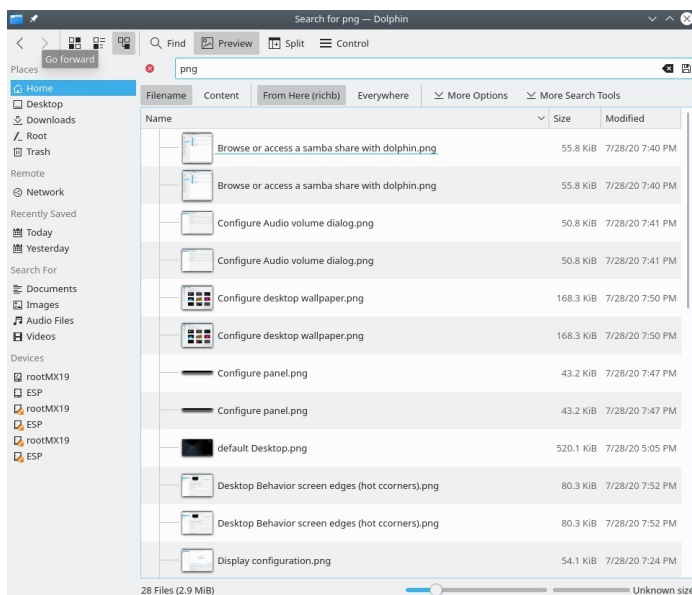 Search for png — Dolphin
Find Preview Split Control
Go forward
Places
png
Home
Desktop
Downloads
Root
Trash
Remote
Network
Recently Saved
Today
Yesterday
Search For
Documents
Images
Audio Files
Videos
Devices
rootMX19
ESP
rootMX19
ESP
rootMX19
ESP
Filename Content From Here (richb) Everywhere More Options More Search Tools
Name Size Modified
Browse or access a samba share with dolphin.png 55.8 KiB 7/28/20 7:40 PM
Browse or access a samba share with dolphin.png 55.8 KiB 7/28/20 7:40 PM
Configure Audio volume dialog.png 50.8 KiB 7/28/20 7:41 PM
Configure Audio volume dialog.png 50.8 KiB 7/28/20 7:41 PM
Configure desktop wallpaper.png 168.3 KiB 7/28/20 7:50 PM
Configure desktop wallpaper.png 168.3 KiB 7/28/20 7:50 PM
Configure panel.png 43.2 KiB 7/28/20 7:47 PM
Configure panel.png 43.2 KiB 7/28/20 7:47 PM
default Desktop.png 520.1 KiB 7/28/20 5:05 PM
Desktop Behavior screen edges (hot ccorners).png 80.3 KiB 7/28/20 7:52 PM
Desktop Behavior screen edges (hot ccorners).png 80.3 KiB 7/28/20 7:52 PM
Display configuration.png 54.1 KiB 7/28/20 7:24 PM
28 Files (2.9 MiB) Unknown size